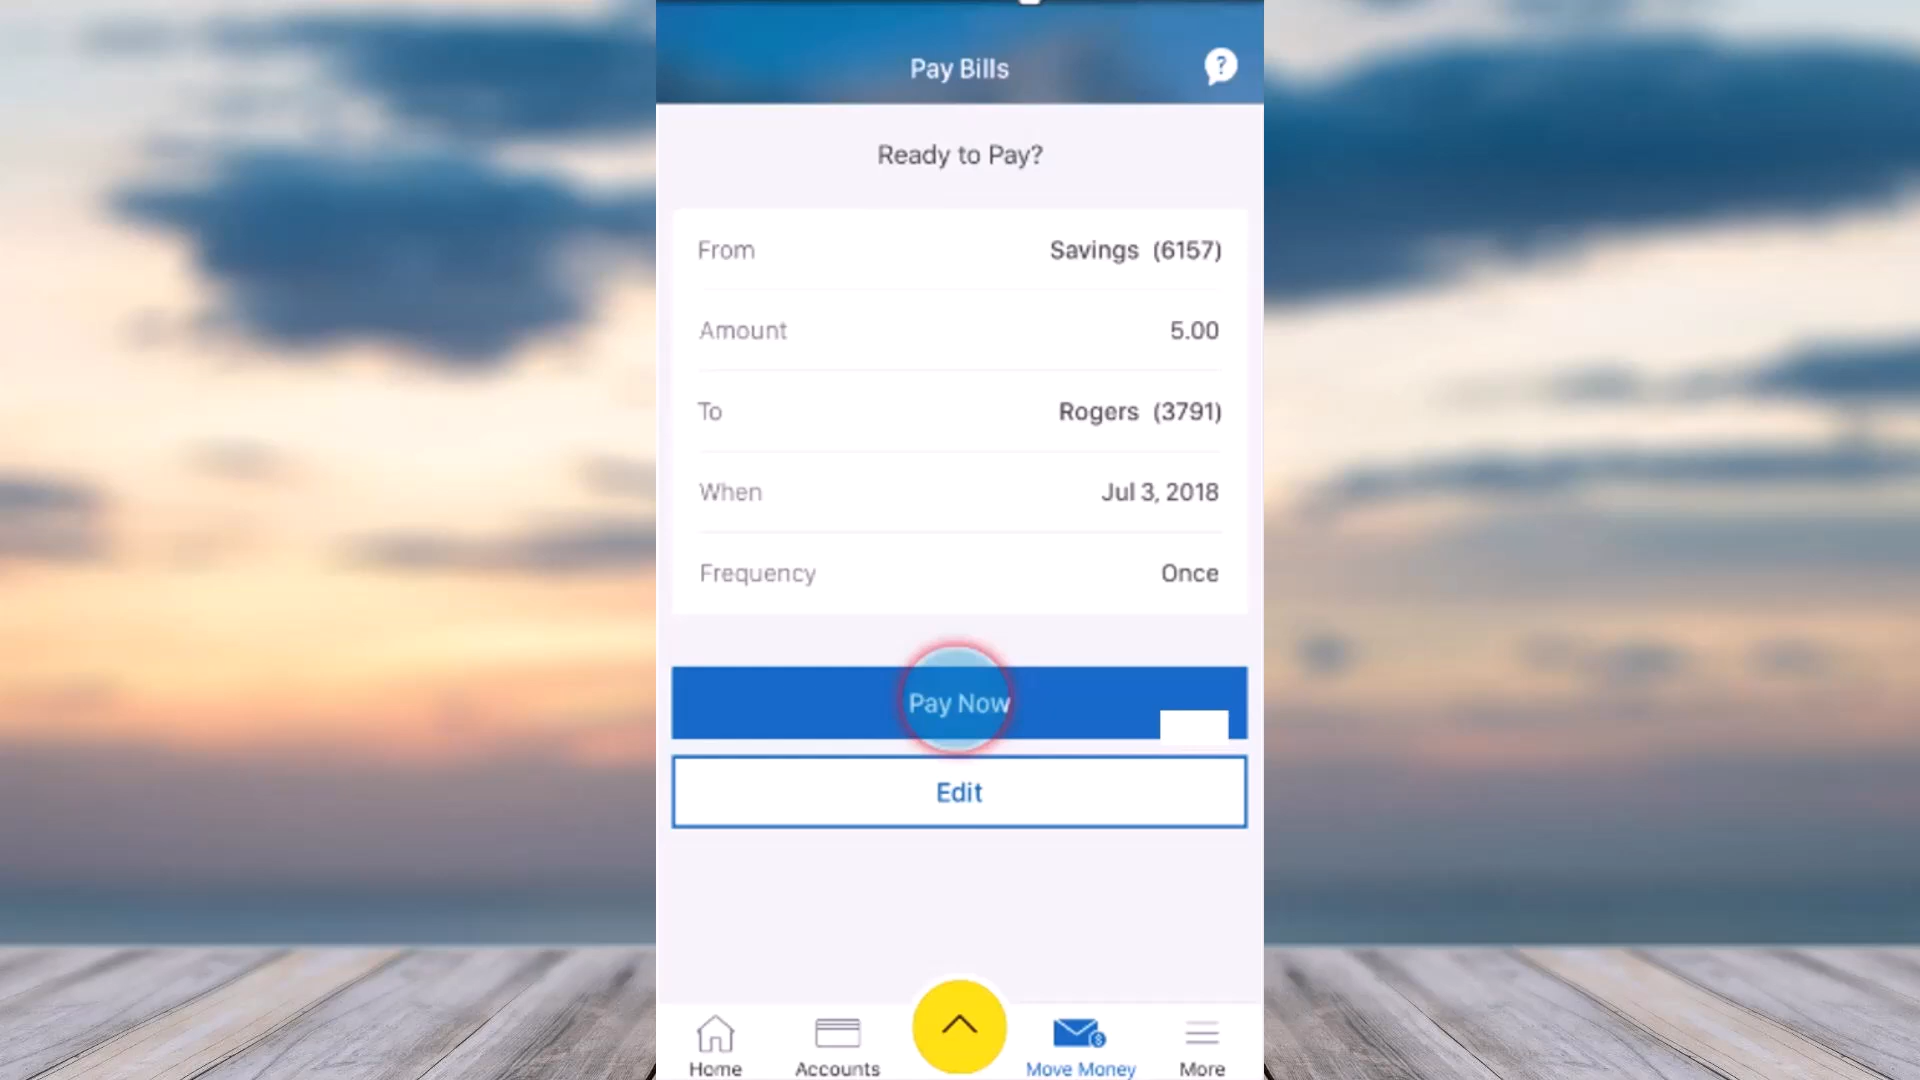 Pay Bills
?
Ready to Pay?
From Savings (6157)
Amount 5.00
To Rogers (3791)
When Jul 3, 2018
Frequency Once
Pay Now
Edit
$
Home Accounts Move Money More